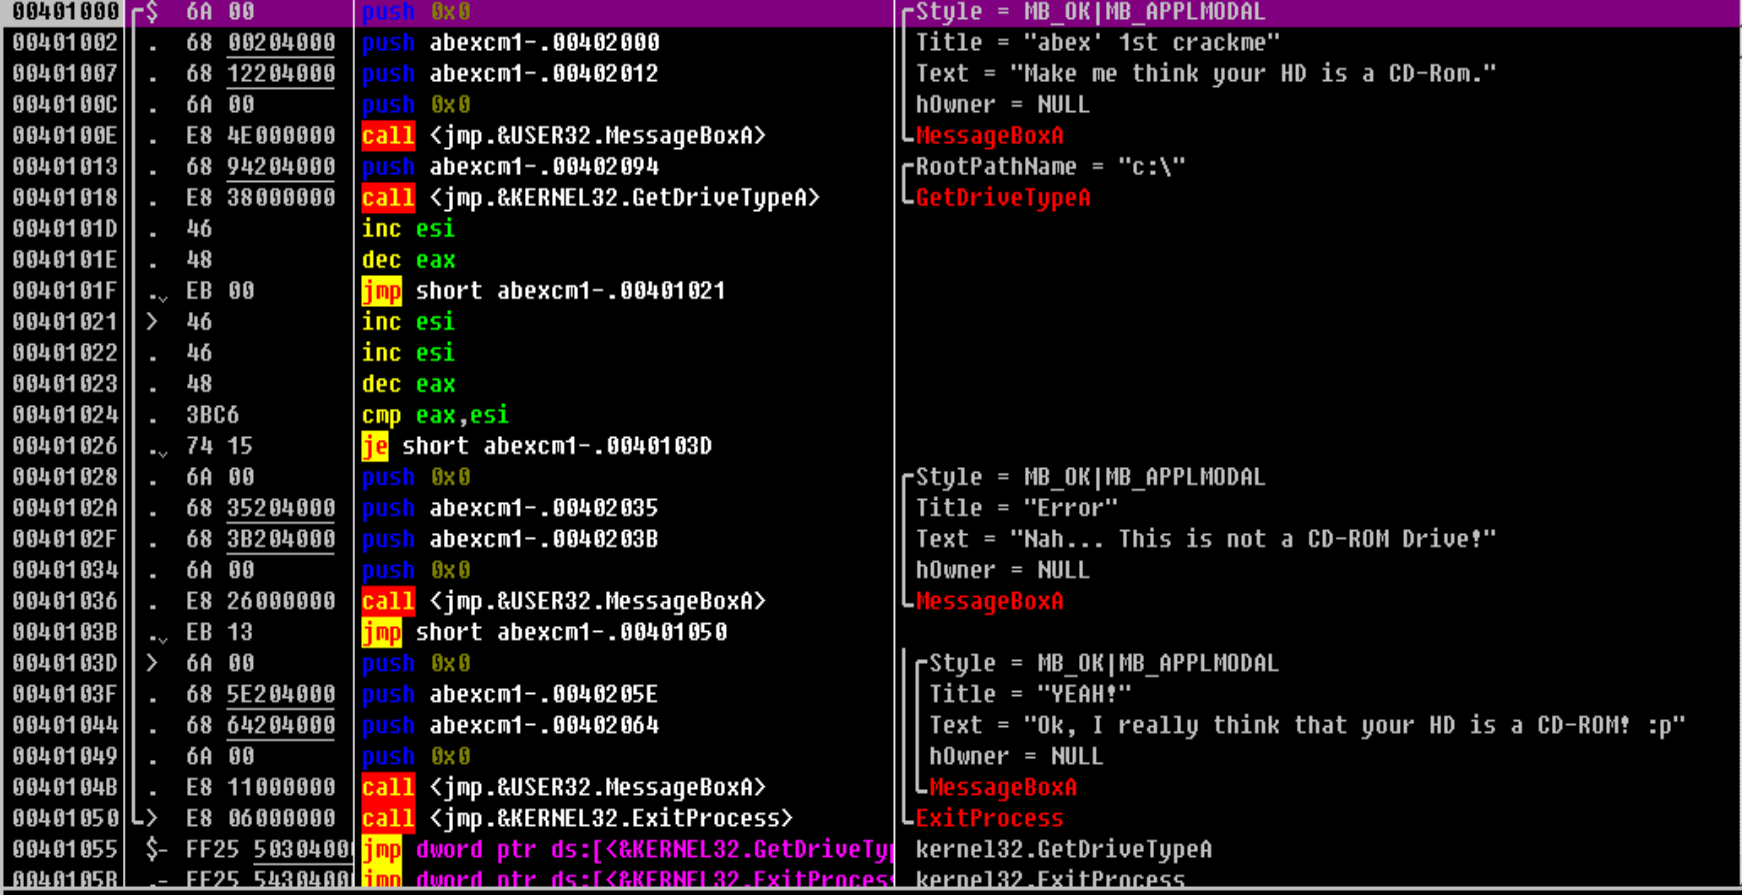 00401000 $ 6A 00 push 0x0 Style = MB_OK|MB_APPLMODAL
00401002 . 68 00204000 push abexcm1-.00402000 Title = "abex' 1st crackme"
00401007 . 68 12204000 push abexcm1-.00402012 Text = "Make me think your HD is a CD-Rom."
0040100C . 6A 00 push 0x0 hOwner = NULL
0040100E . E8 4E000000 call <jmp.&USER32.MessageBoxA> MessageBoxA
00401013 . 68 94204000 push abexcm1-.00402094 RootPathName = "c:\"
00401018 . E8 38000000 call <jmp.&KERNEL32.GetDriveTypeA> GetDriveTypeA
0040101D . 46 inc esi
0040101E . 48 dec eax
0040101F .v EB 00 jmp short abexcm1-.00401021
00401021 > 46 inc esi
00401022 . 46 inc esi
00401023 . 48 dec eax
00401024 . 3BC6 cmp eax,esi
00401026 .v 74 15 je short abexcm1-.0040103D
00401028 . 6A 00 push 0x0 Style = MB_OK|MB_APPLMODAL
0040102A . 68 35204000 push abexcm1-.00402035 Title = "Error"
0040102F . 68 3B204000 push abexcm1-.0040203B Text = "Nah... This is not a CD-ROM Drive!"
00401034 . 6A 00 push 0x0 hOwner = NULL
00401036 . E8 26000000 call <jmp.&USER32.MessageBoxA> MessageBoxA
0040103B .v EB 13 jmp short abexcm1-.00401050
0040103D > 6A 00 push 0x0 Style = MB_OK|MB_APPLMODAL
0040103F . 68 5E204000 push abexcm1-.0040205E Title = "YEAH!"
00401044 . 68 64204000 push abexcm1-.00402064 Text = "Ok, I really think that your HD is a CD-ROM! :p"
00401049 . 6A 00 push 0x0 hOwner = NULL
0040104B . E8 11000000 call <jmp.&USER32.MessageBoxA> MessageBoxA
00401050 > E8 06000000 call <jmp.&KERNEL32.ExitProcess> ExitProcess
00401055 $- FF25 5030400 jmp dword ptr ds:[<&KERNEL32.GetDriveTyp kernel32.GetDriveTypeA
0040105B .- FF25 5430400 jmp dword ptr ds:[<&KERNEL32.ExitProces kernel32.ExitProcess